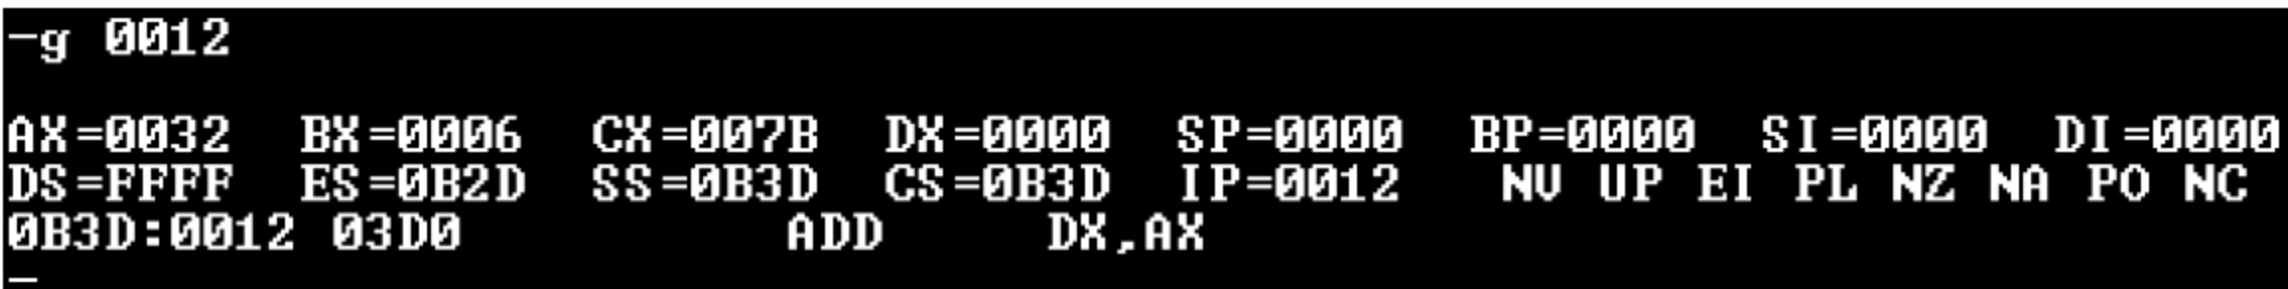 -g 0012
AX=0032 BX=0006 CX=007B DX=0000 SP=0000 BP=0000 SI=0000 DI=0000
DS=FFFF ES=0B2D SS=0B3D CS=0B3D IP=0012 NV UP EI PL NZ NA PO NC
0B3D:0012 03D0 ADD DX,AX
-